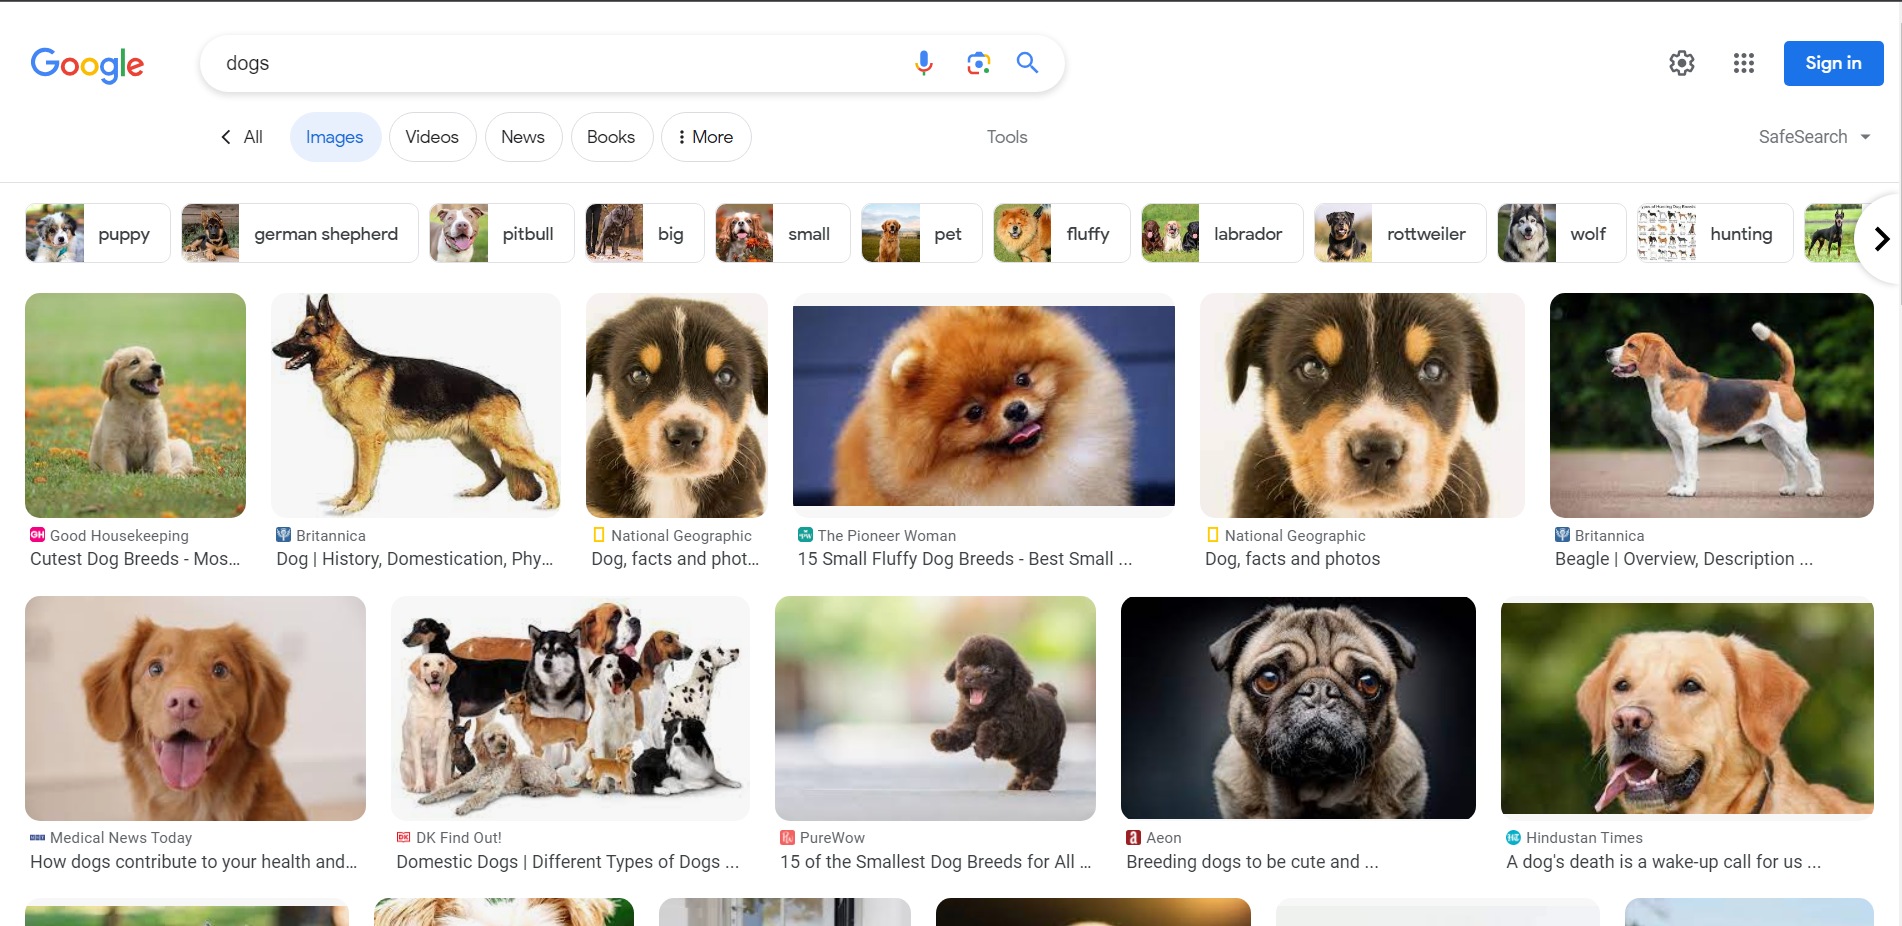 Google
dogs
Sign in
All
Images
Videos
News
Books
More
Tools
SafeSearch
puppy
german shepherd
pitbull
big
small
pet
fluffy
labrador
rottweiler
wolf
hunting
GH Good Housekeeping
Cutest Dog Breeds - Mos...
Britannica
Dog | History, Domestication, Phy...
National Geographic
Dog, facts and phot...
The Pioneer Woman
15 Small Fluffy Dog Breeds - Best Small ...
National Geographic
Dog, facts and photos
Britannica
Beagle | Overview, Description ...
Medical News Today
How dogs contribute to your health and...
DK DK Find Out!
Domestic Dogs | Different Types of Dogs ...
PureWow
15 of the Smallest Dog Breeds for All ...
a Aeon
Breeding dogs to be cute and ...
HT Hindustan Times
A dog's death is a wake-up call for us ...